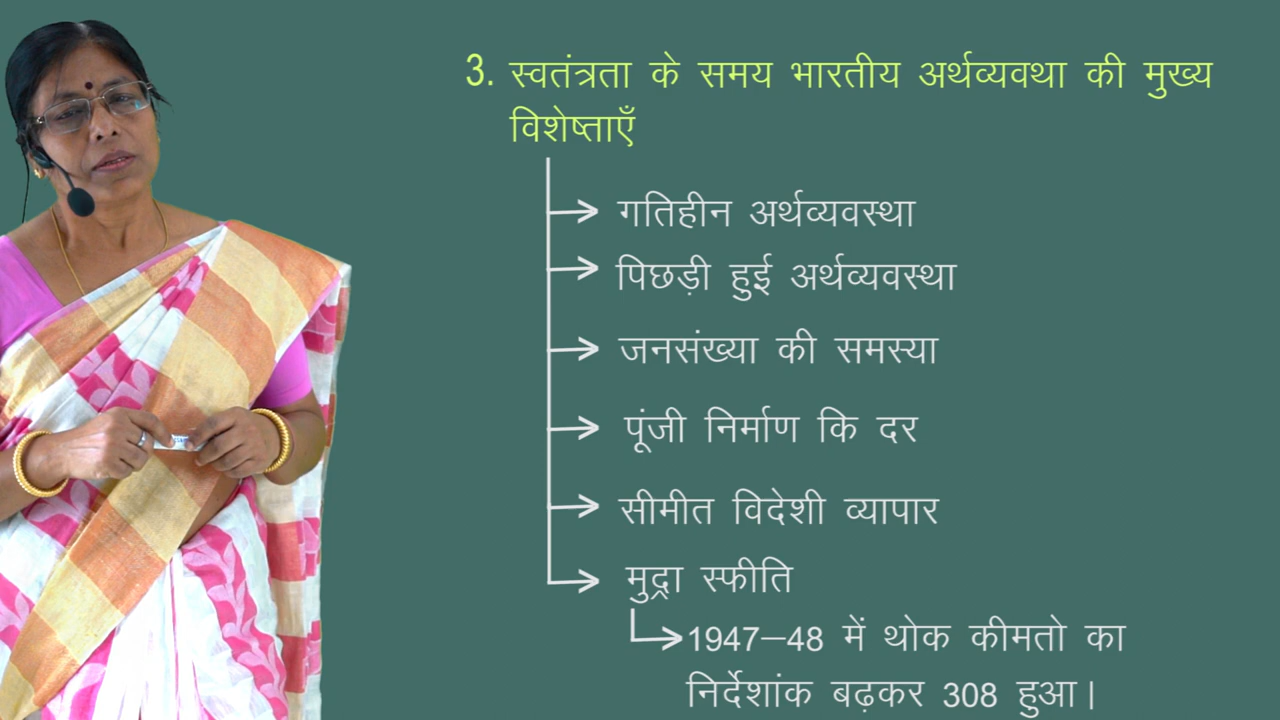 3. स्वतंत्रता के समय भारतीय अर्थव्यवथा की मुख्य
विशेष्ताएँ
गतिहीन अर्थव्यवस्था
पिछड़ी हुई अर्थव्यवस्था
जनसंख्या की समस्या
पूंजी निर्माण कि दर
सीमीत विदेशी व्यापार
मुद्रा स्फीति
1947–48 में थोक कीमतो का
निर्देशांक बढ़कर 308 हुआ।